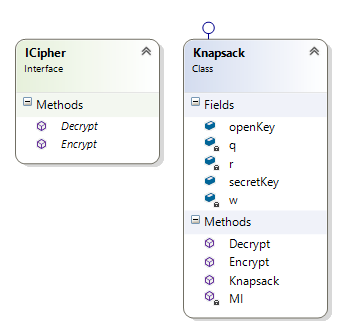 ICipher
Interface
Methods
Decrypt
Encrypt
Knapsack
Class
Fields
openKey
q
r
secretKey
w
Methods
Decrypt
Encrypt
Knapsack
MI